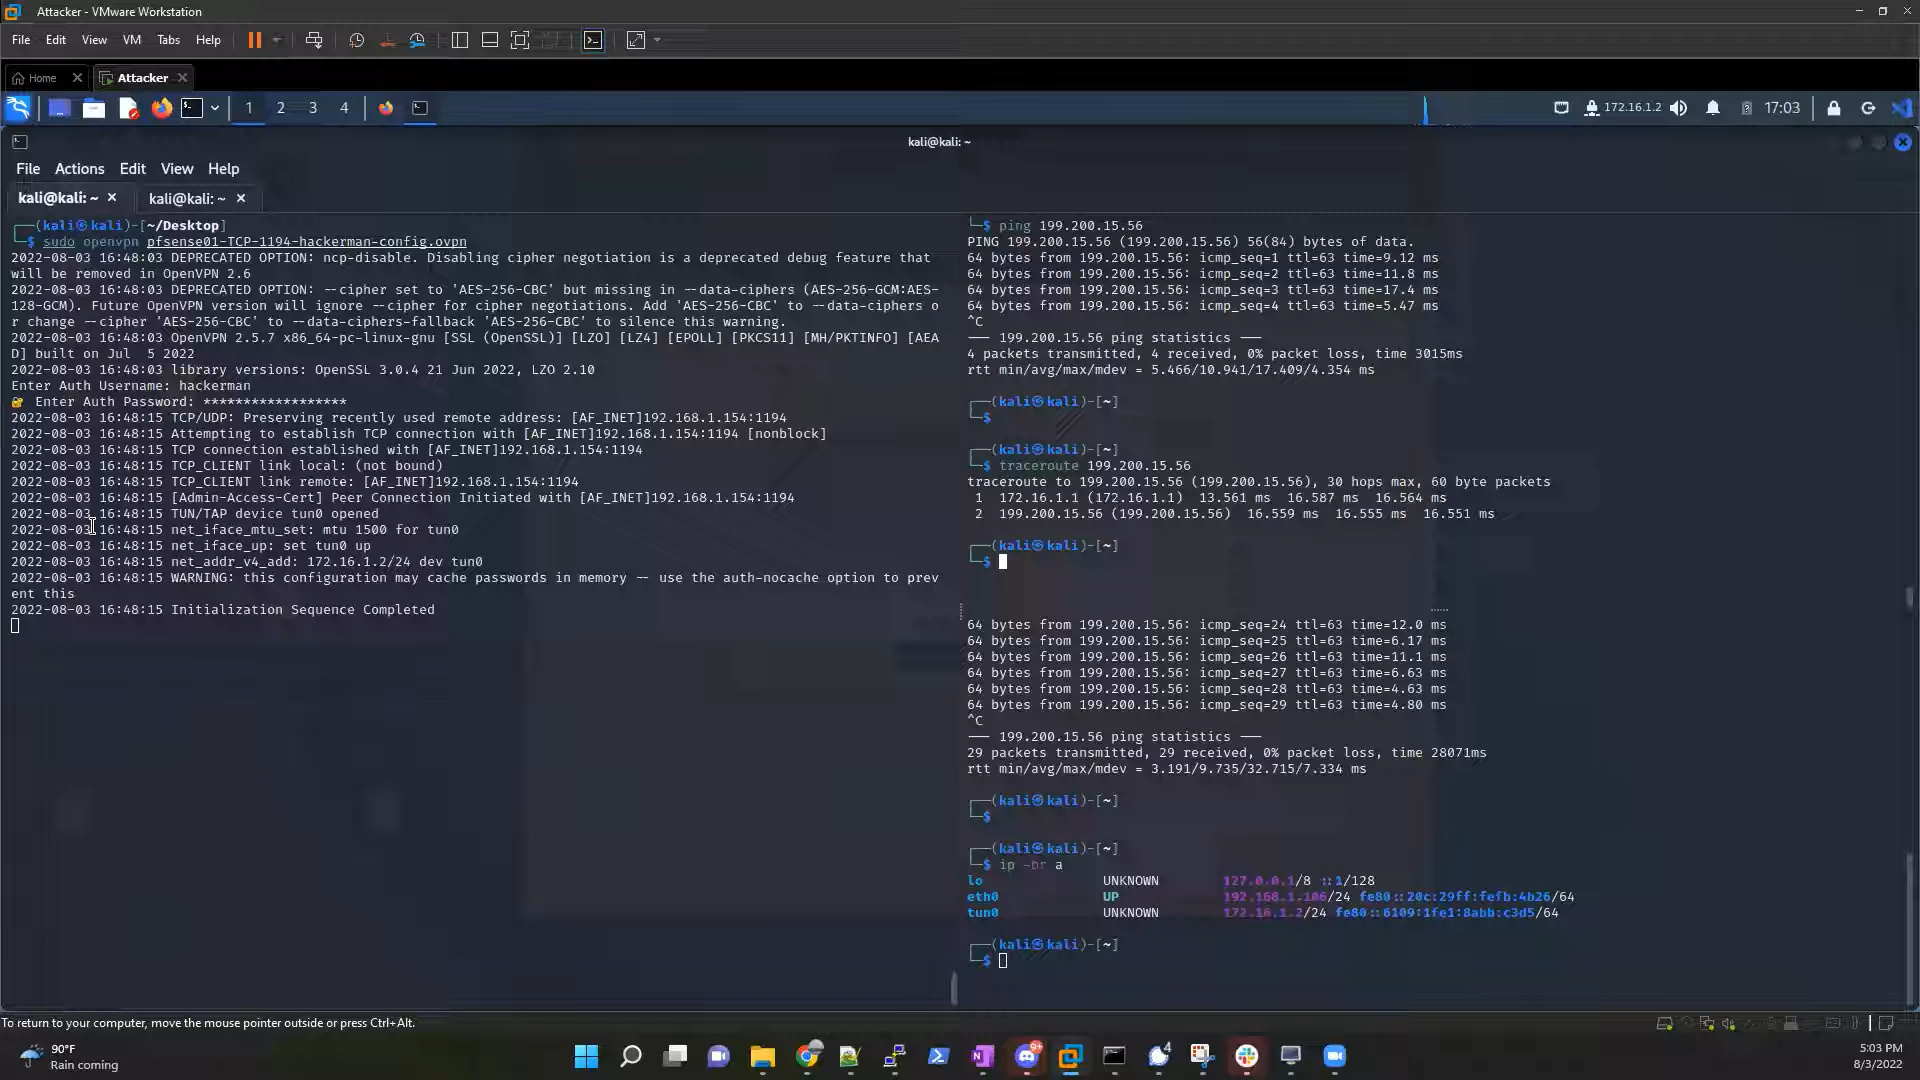 Attacker - VMware Workstation
File Edit View VM Tabs Help
Home Attacker
1 2 3 4 172.16.1.2 17:03
kali@kali: ~
File Actions Edit View Help
kali@kali: ~ kali@kali: ~
┌──(kali㉿kali)-[~/Desktop]
└─$ sudo openvpn pfsense01-TCP-1194-hackerman-config.ovpn
2022-08-03 16:48:03 DEPRECATED OPTION: ncp-disable. Disabling cipher negotiation is a deprecated debug feature that
will be removed in OpenVPN 2.6
2022-08-03 16:48:03 DEPRECATED OPTION: --cipher set to 'AES-256-CBC' but missing in --data-ciphers (AES-256-GCM:AES-
128-GCM). Future OpenVPN version will ignore --cipher for cipher negotiations. Add 'AES-256-CBC' to --data-ciphers o
r change --cipher 'AES-256-CBC' to --data-ciphers-fallback 'AES-256-CBC' to silence this warning.
2022-08-03 16:48:03 OpenVPN 2.5.7 x86_64-pc-linux-gnu [SSL (OpenSSL)] [LZO] [LZ4] [EPOLL] [PKCS11] [MH/PKTINFO] [AEA
D] built on Jul  5 2022
2022-08-03 16:48:03 library versions: OpenSSL 3.0.4 21 Jun 2022, LZO 2.10
Enter Auth Username: hackerman
🔐 Enter Auth Password: ******************
2022-08-03 16:48:15 TCP/UDP: Preserving recently used remote address: [AF_INET]192.168.1.154:1194
2022-08-03 16:48:15 Attempting to establish TCP connection with [AF_INET]192.168.1.154:1194 [nonblock]
2022-08-03 16:48:15 TCP connection established with [AF_INET]192.168.1.154:1194
2022-08-03 16:48:15 TCP_CLIENT link local: (not bound)
2022-08-03 16:48:15 TCP_CLIENT link remote: [AF_INET]192.168.1.154:1194
2022-08-03 16:48:15 [Admin-Access-Cert] Peer Connection Initiated with [AF_INET]192.168.1.154:1194
2022-08-03 16:48:15 TUN/TAP device tun0 opened
2022-08-03 16:48:15 net_iface_mtu_set: mtu 1500 for tun0
2022-08-03 16:48:15 net_iface_up: set tun0 up
2022-08-03 16:48:15 net_addr_v4_add: 172.16.1.2/24 dev tun0
2022-08-03 16:48:15 WARNING: this configuration may cache passwords in memory -- use the auth-nocache option to prev
ent this
2022-08-03 16:48:15 Initialization Sequence Completed
└─$ ping 199.200.15.56
PING 199.200.15.56 (199.200.15.56) 56(84) bytes of data.
64 bytes from 199.200.15.56: icmp_seq=1 ttl=63 time=9.12 ms
64 bytes from 199.200.15.56: icmp_seq=2 ttl=63 time=11.8 ms
64 bytes from 199.200.15.56: icmp_seq=3 ttl=63 time=17.4 ms
64 bytes from 199.200.15.56: icmp_seq=4 ttl=63 time=5.47 ms
^C
--- 199.200.15.56 ping statistics ---
4 packets transmitted, 4 received, 0% packet loss, time 3015ms
rtt min/avg/max/mdev = 5.466/10.941/17.409/4.354 ms
┌──(kali㉿kali)-[~]
└─$
┌──(kali㉿kali)-[~]
└─$ traceroute 199.200.15.56
traceroute to 199.200.15.56 (199.200.15.56), 30 hops max, 60 byte packets
1  172.16.1.1 (172.16.1.1)  13.561 ms  16.587 ms  16.564 ms
2  199.200.15.56 (199.200.15.56)  16.559 ms  16.555 ms  16.551 ms
┌──(kali㉿kali)-[~]
└─$
64 bytes from 199.200.15.56: icmp_seq=24 ttl=63 time=12.0 ms
64 bytes from 199.200.15.56: icmp_seq=25 ttl=63 time=6.17 ms
64 bytes from 199.200.15.56: icmp_seq=26 ttl=63 time=11.1 ms
64 bytes from 199.200.15.56: icmp_seq=27 ttl=63 time=6.63 ms
64 bytes from 199.200.15.56: icmp_seq=28 ttl=63 time=4.63 ms
64 bytes from 199.200.15.56: icmp_seq=29 ttl=63 time=4.80 ms
^C
--- 199.200.15.56 ping statistics ---
29 packets transmitted, 29 received, 0% packet loss, time 28071ms
rtt min/avg/max/mdev = 3.191/9.735/32.715/7.334 ms
┌──(kali㉿kali)-[~]
└─$
┌──(kali㉿kali)-[~]
└─$ ip -br a
lo UNKNOWN 127.0.0.1/8 ::1/128
eth0 UP 192.168.1.106/24 fe80::20c:29ff:fefb:4b26/64
tun0 UNKNOWN 172.16.1.2/24 fe80::6109:1fe1:8abb:c3d5/64
┌──(kali㉿kali)-[~]
└─$
To return to your computer, move the mouse pointer outside or press Ctrl+Alt.
90°F
Rain coming
5:03 PM
8/3/2022